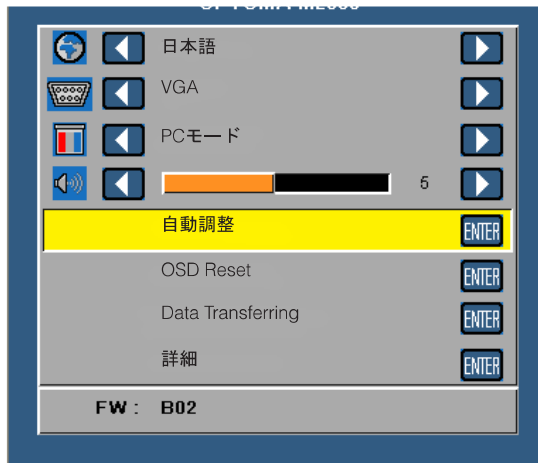 日本語
VGA
PCモード
5
自動調整 ENTER
OSD Reset ENTER
Data Transferring ENTER
詳細 ENTER
FW : B02